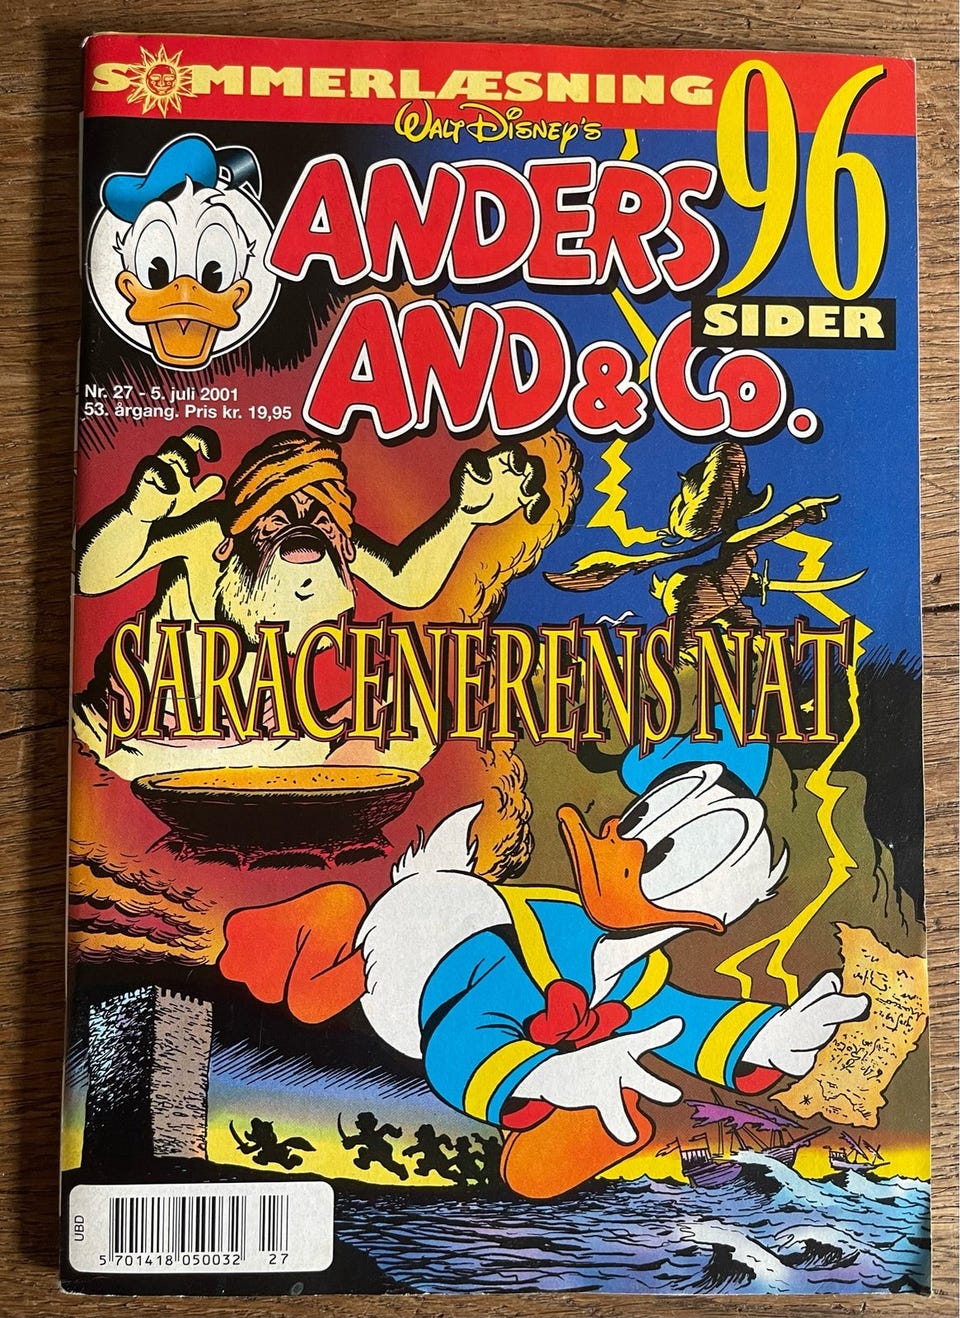 SOMMERLÆSNING
WALT DISNEY'S
96
SIDER
ANDERS
AND & CO.
Nr. 27 - 5. juli 2001
53. årgang. Pris kr. 19,95
SARACENERENS NAT
UBD
5 701418 050032 27